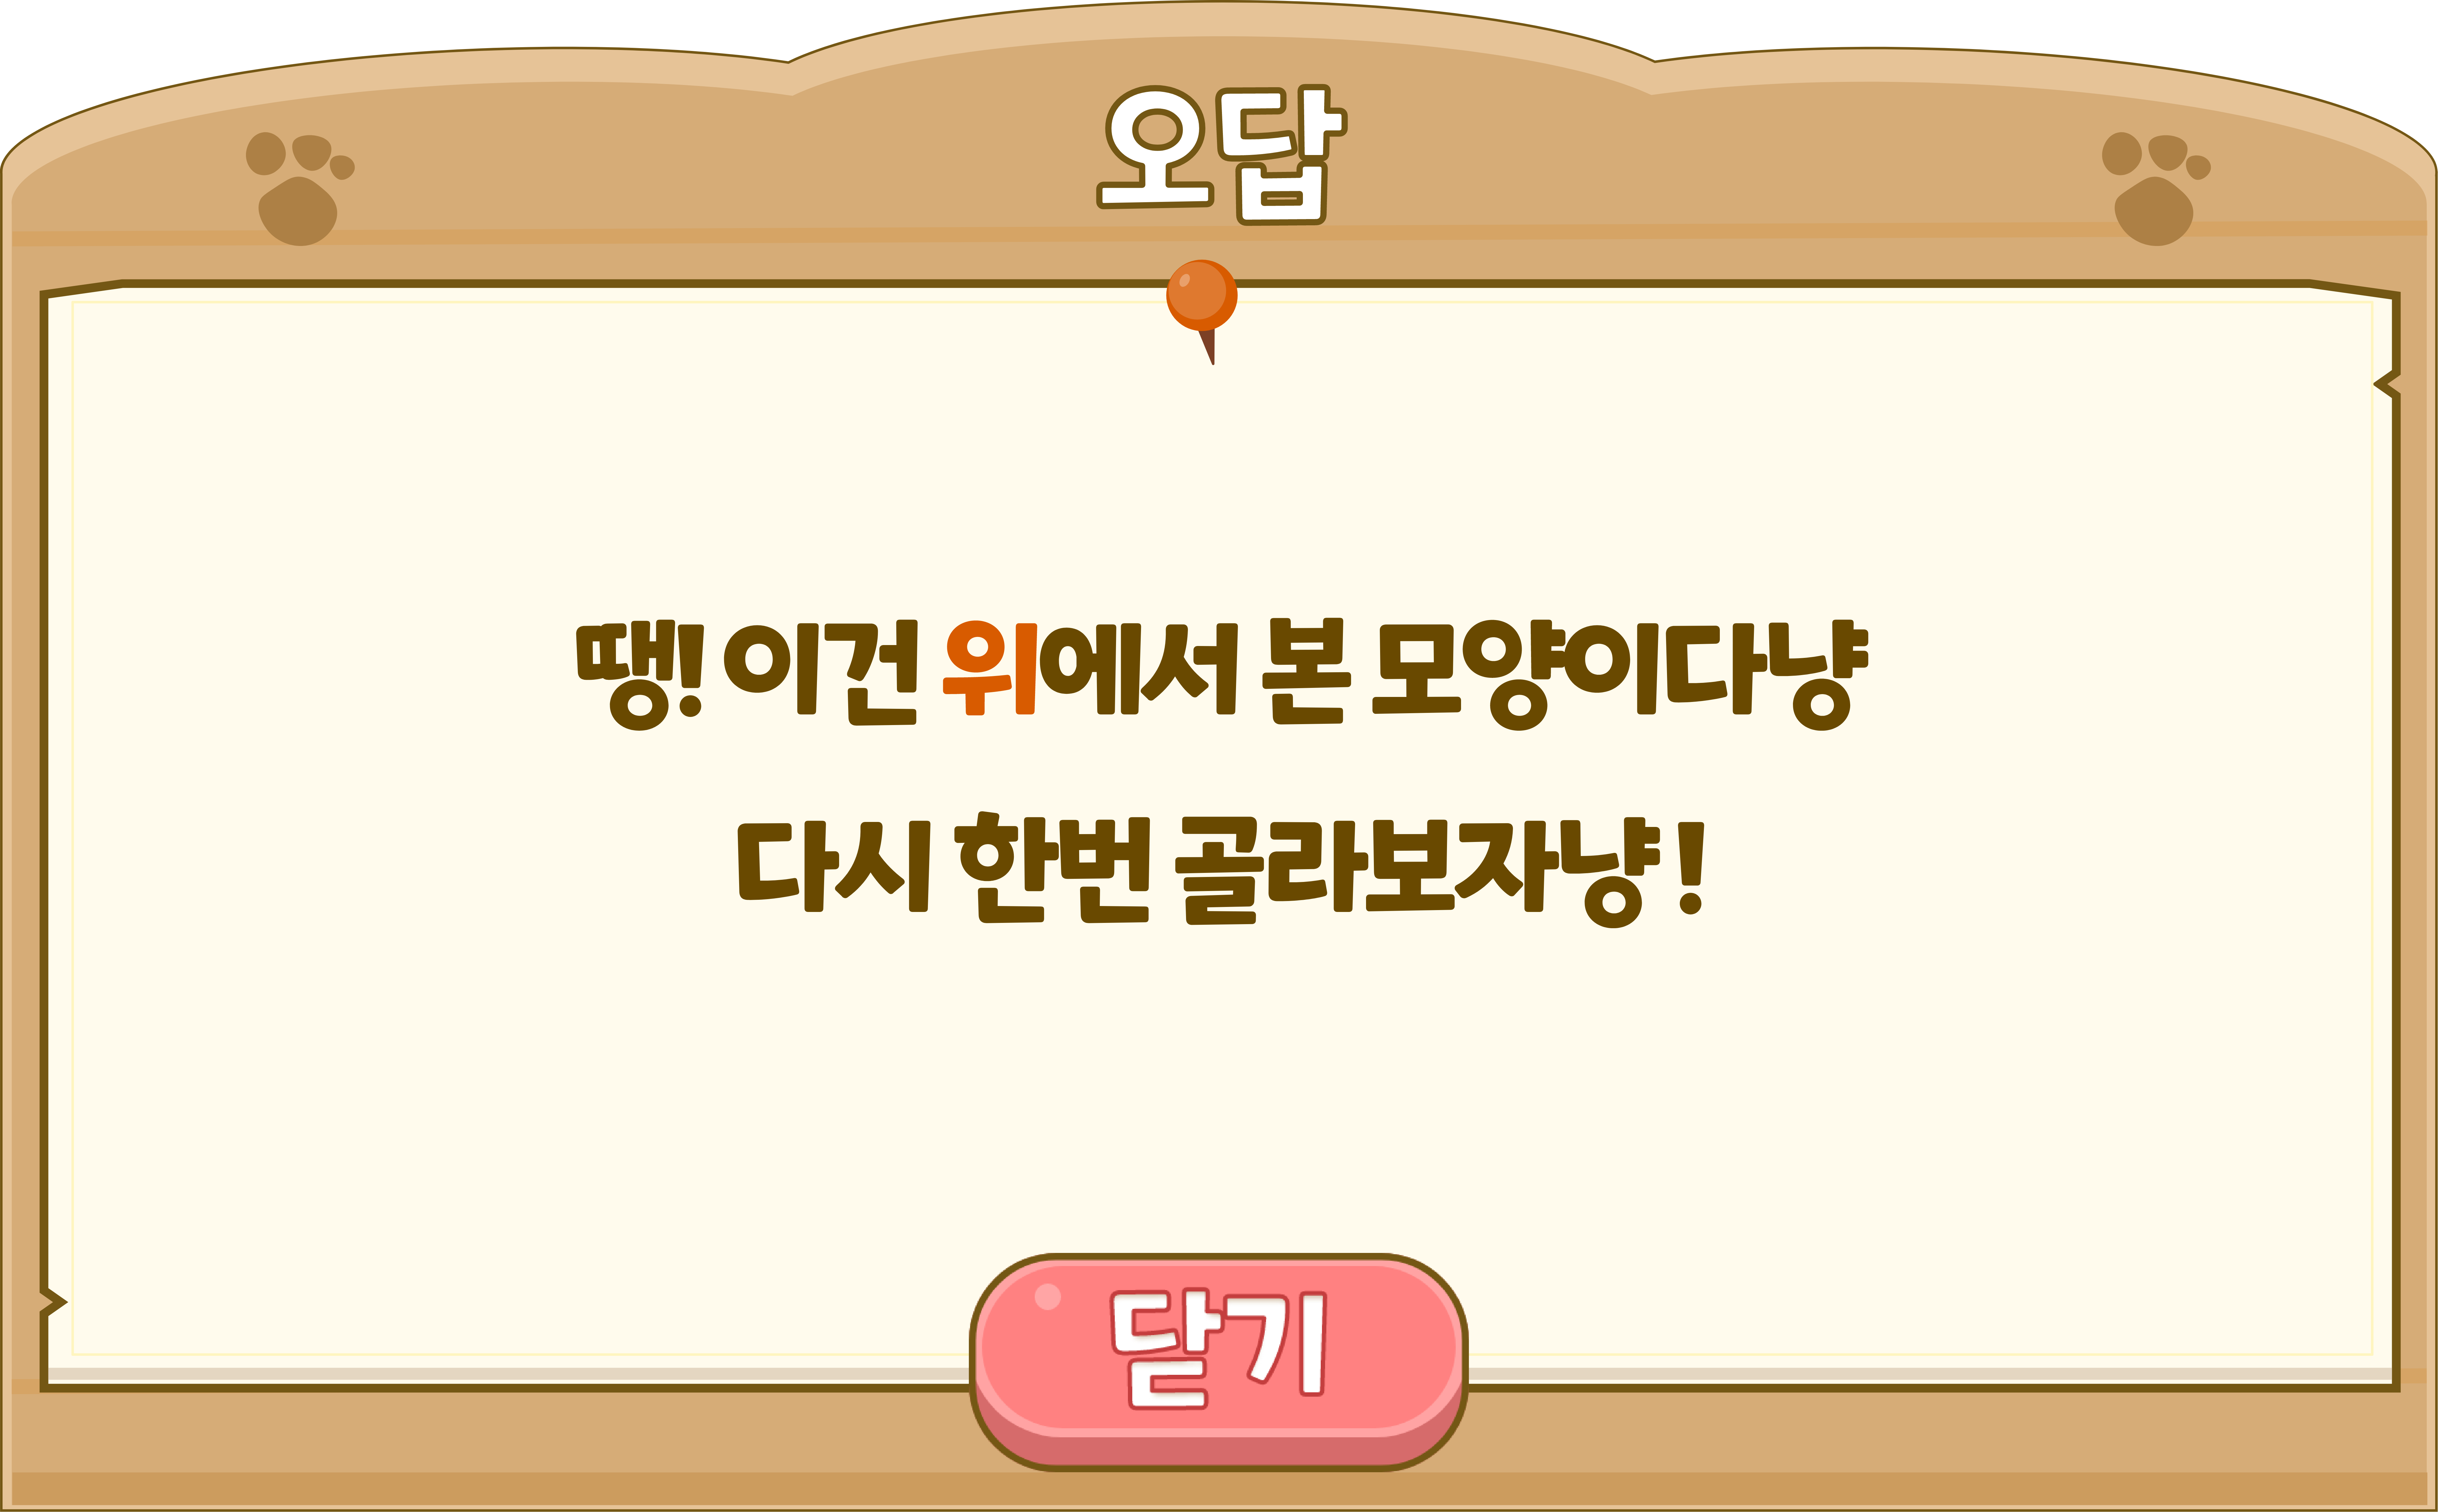 오답
땡! 이건 위에서 본 모양이다냥
다시 한번 골라보자냥!
닫기